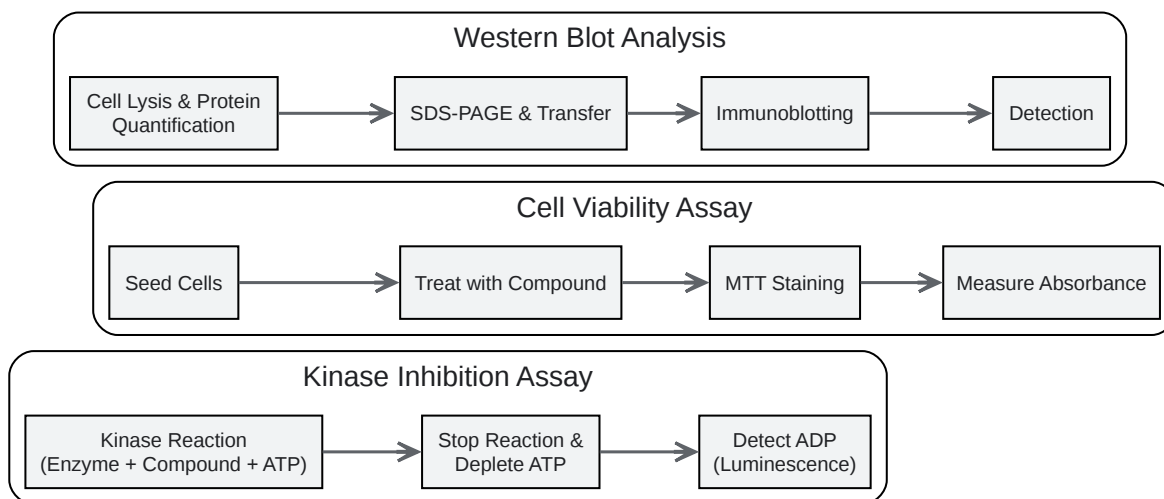 Western Blot Analysis
Cell Lysis & Protein
Quantification
SDS-PAGE & Transfer
Immunoblotting
Detection
Cell Viability Assay
Seed Cells
Treat with Compound
MTT Staining
Measure Absorbance
Kinase Inhibition Assay
Kinase Reaction
(Enzyme + Compound + ATP)
Stop Reaction &
Deplete ATP
Detect ADP
(Luminescence)